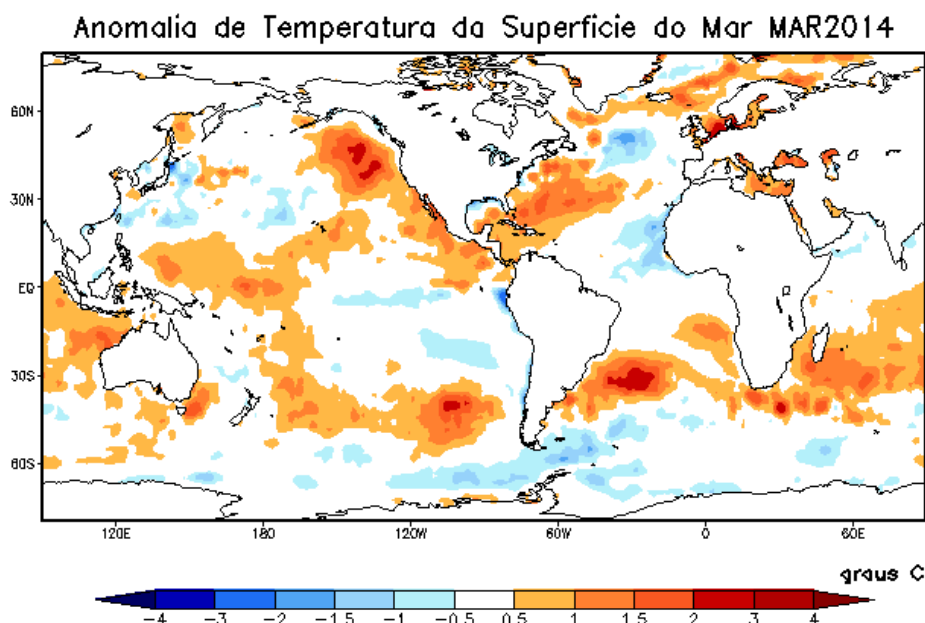 Anomalia de Temperatura da Superficie do Mar MAR2014
60N
30N
EQ
30S
60S
120E 180 120W 60W 0 60E
graus C
-4 -3 -2 -1.5 -1 -0.5 0.5 1 1.5 2 3 4